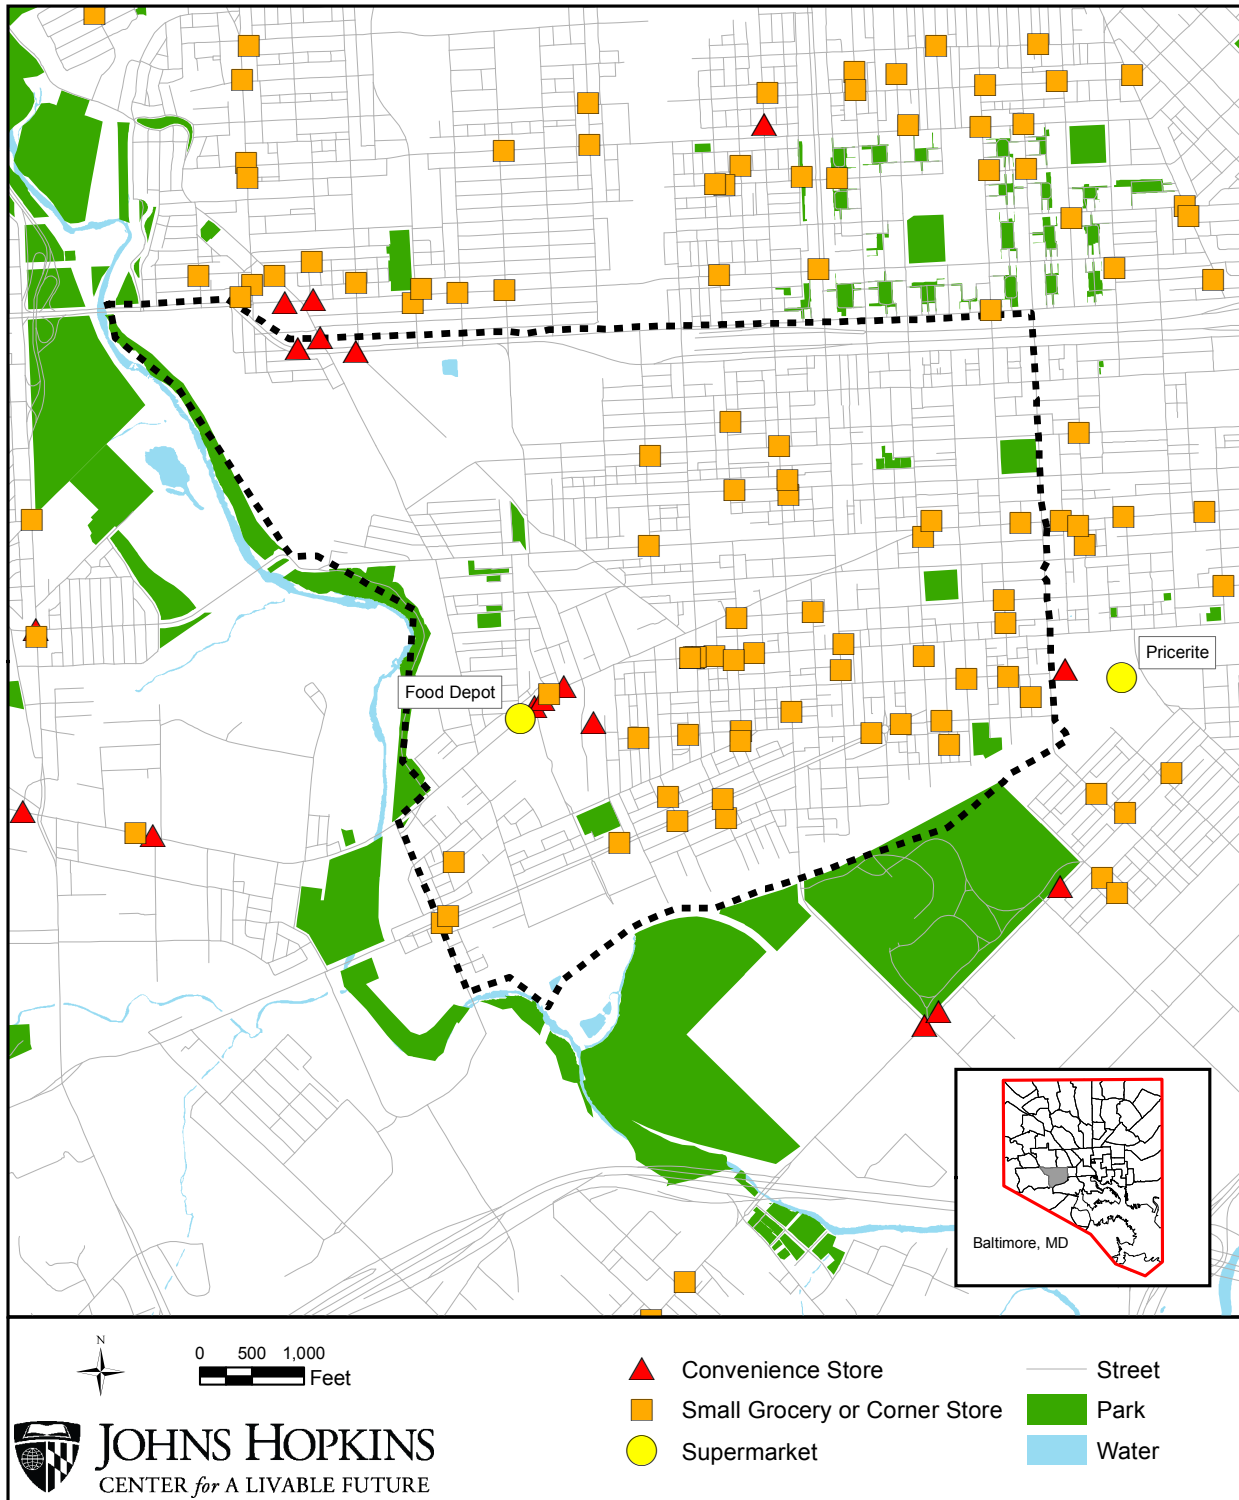 Pricerite
Food Depot
Baltimore, MD
N
0 500 1,000
Feet
Convenience Store
Small Grocery or Corner Store
Supermarket
Street
Park
Water
JOHNS HOPKINS
CENTER for A LIVABLE FUTURE